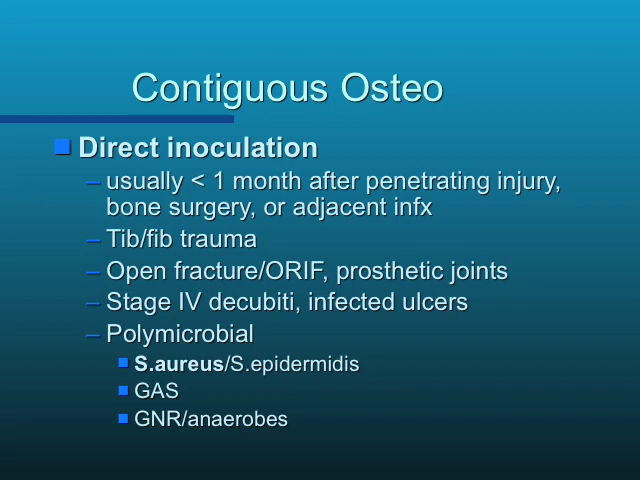 Contiguous Osteo
Direct inoculation
– usually < 1 month after penetrating injury,
bone surgery, or adjacent infx
– Tib/fib trauma
– Open fracture/ORIF, prosthetic joints
– Stage IV decubiti, infected ulcers
– Polymicrobial
S.aureus/S.epidermidis
GAS
GNR/anaerobes